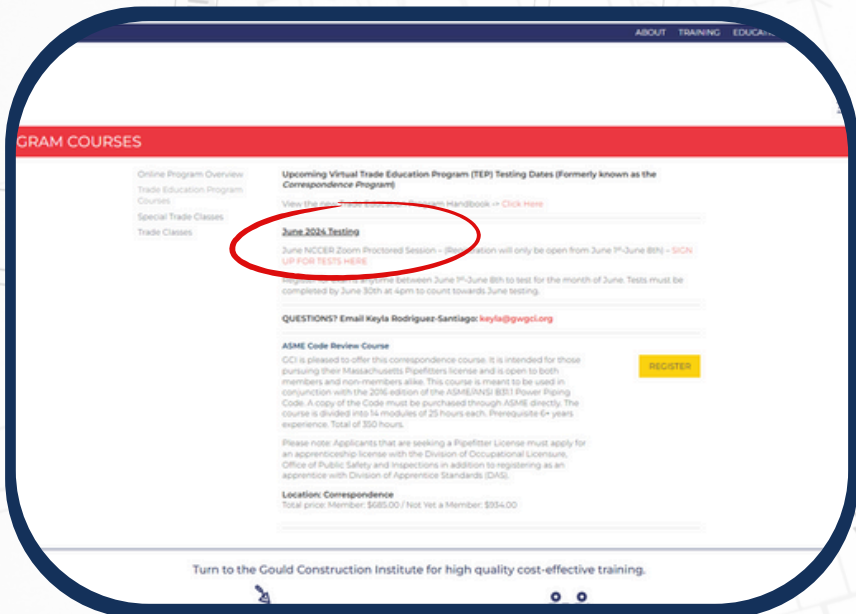 ABOUT TRAINING
GRAM COURSES
Online Program Overview
Trade Education Program
Courses
Special Trade Classes
Trade Classes
Upcoming Virtual Trade Education Program (TEP) Testing Dates (Formerly known as the
Correspondence Program)
View the new Trade Education Program Handbook -> Click Here
June 2024 Testing
June NCCER Zoom Proctored Session – (Registration will only be open from June 1st-June 8th) – SIGN
UP FOR TESTS HERE
anytime between June 1st-June 8th to test for the month of June. Tests must be
completed by June 30th at 4pm to count towards June testing.
QUESTIONS? Email Keyla Rodriguez-Santiago: keyla@gwgci.org
ASME Code Review Course
GCI is pleased to offer this correspondence course. It is intended for those
pursuing their Massachusetts Pipefitters license and is open to both
members and non-members alike. This course is meant to be used in
conjunction with the 2016 edition of the ASME/ANSI B31.1 Power Piping
Code. A copy of the Code must be purchased through ASME directly. The
course is divided into 14 modules of 25 hours each. Prerequisite 6+ years
experience. Total of 350 hours.
REGISTER
Please note: Applicants that are seeking a Pipefitter License must apply for
an apprenticeship license with the Division of Occupational Licensure,
Office of Public Safety and Inspections in addition to registering as an
apprentice with Division of Apprentice Standards (DAS).
Location: Correspondence
Total price: Member: $685.00 / Not Yet a Member: $934.00
Turn to the Gould Construction Institute for high quality cost-effective training.